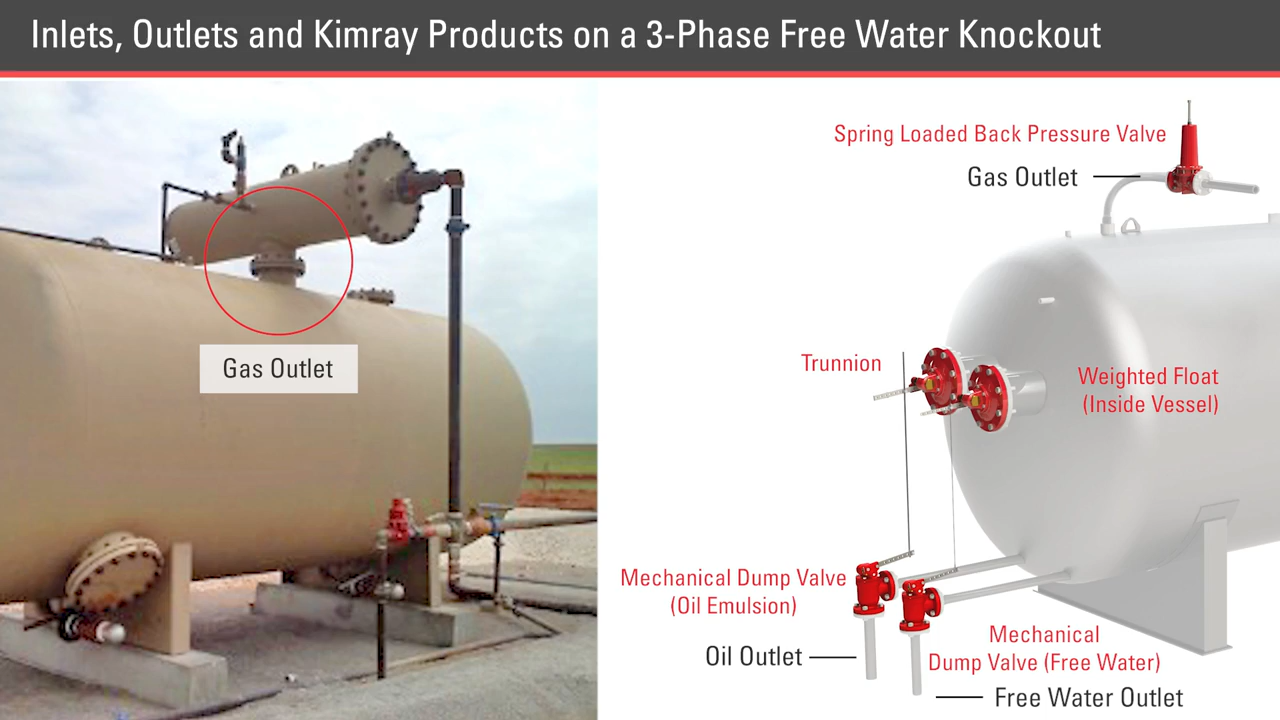 Inlets, Outlets and Kimray Products on a 3-Phase Free Water Knockout
Gas Outlet
Spring Loaded Back Pressure Valve
Gas Outlet
Trunnion
Weighted Float
(Inside Vessel)
Mechanical Dump Valve
(Oil Emulsion)
Oil Outlet
Mechanical
Dump Valve (Free Water)
Free Water Outlet